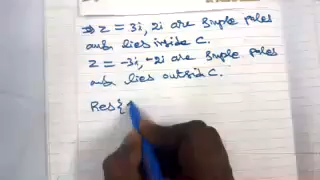 ⇒ z = 3i, 2i are simple poles
and lies inside C.
z = -3i, -2i are simple poles
and lies outside C.
Res{